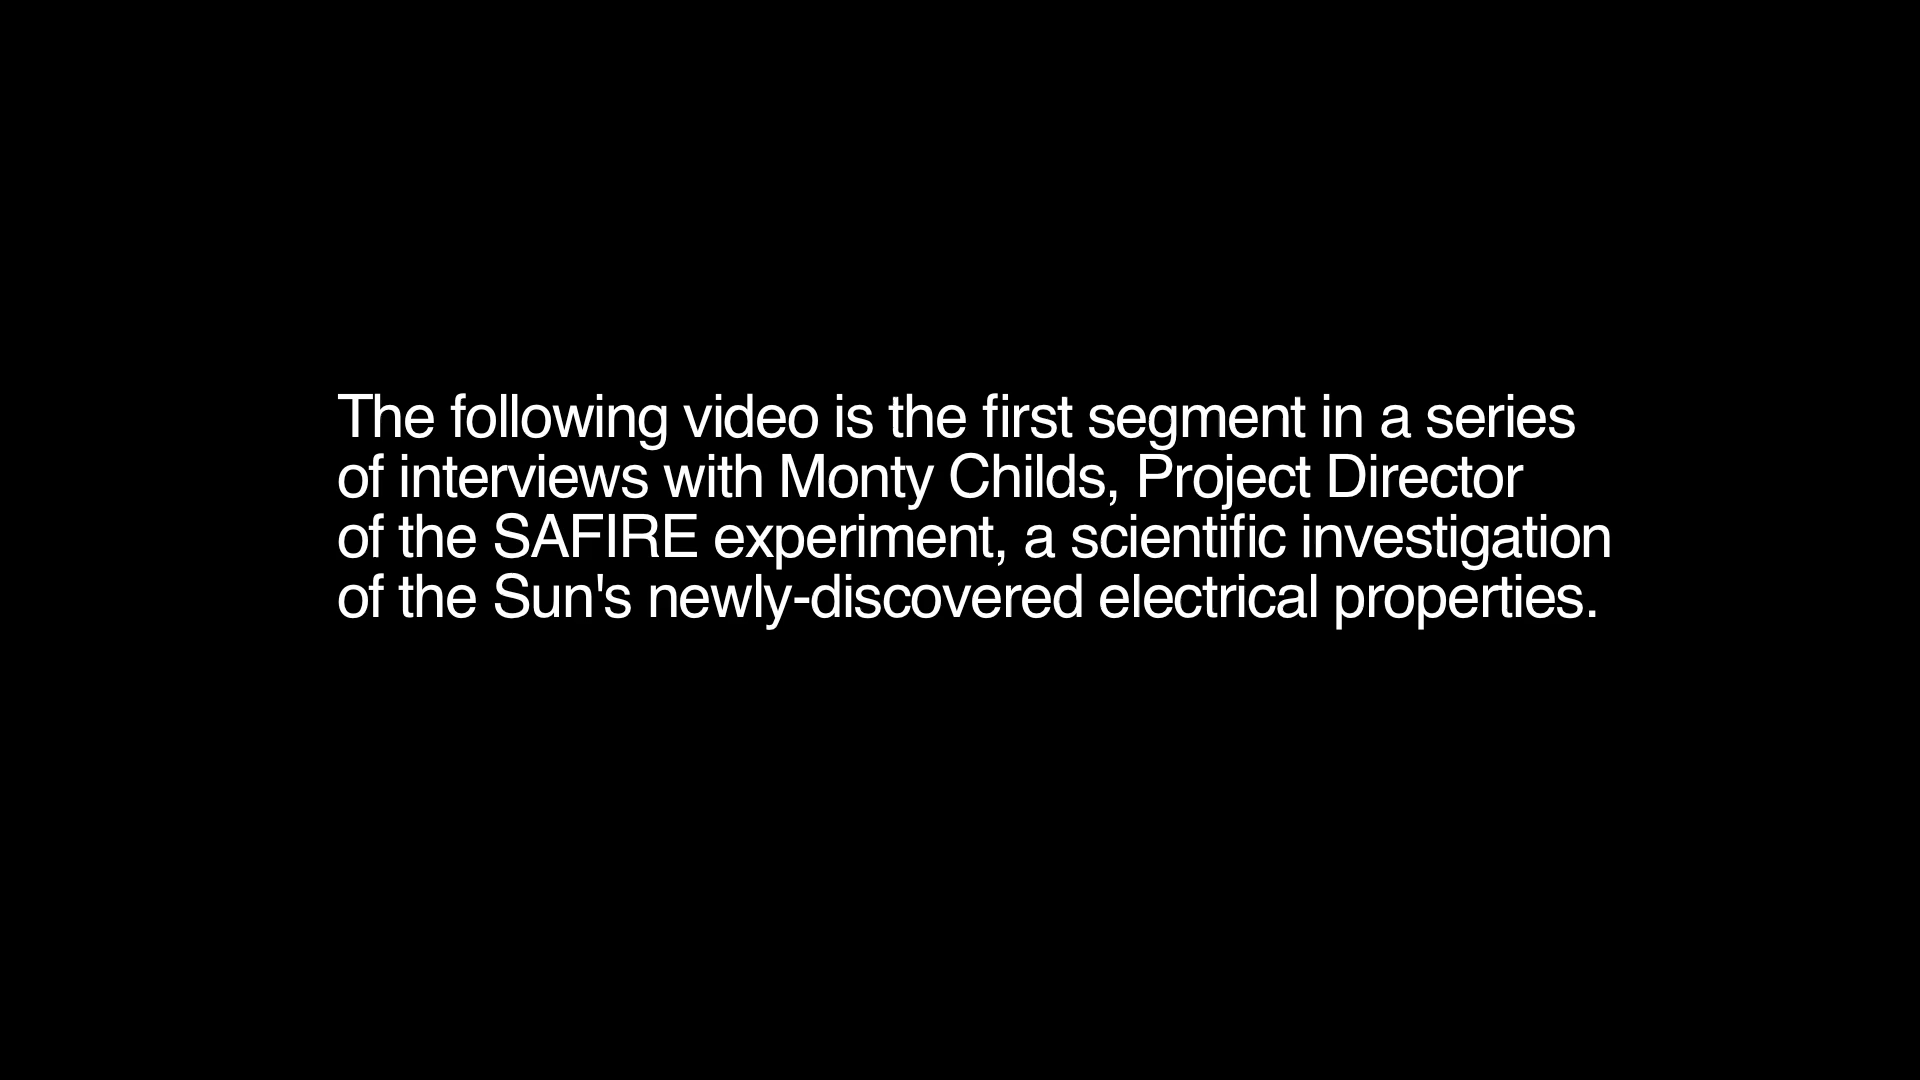 The following video is the first segment in a series
of interviews with Monty Childs, Project Director
of the SAFIRE experiment, a scientific investigation
of the Sun's newly-discovered electrical properties.